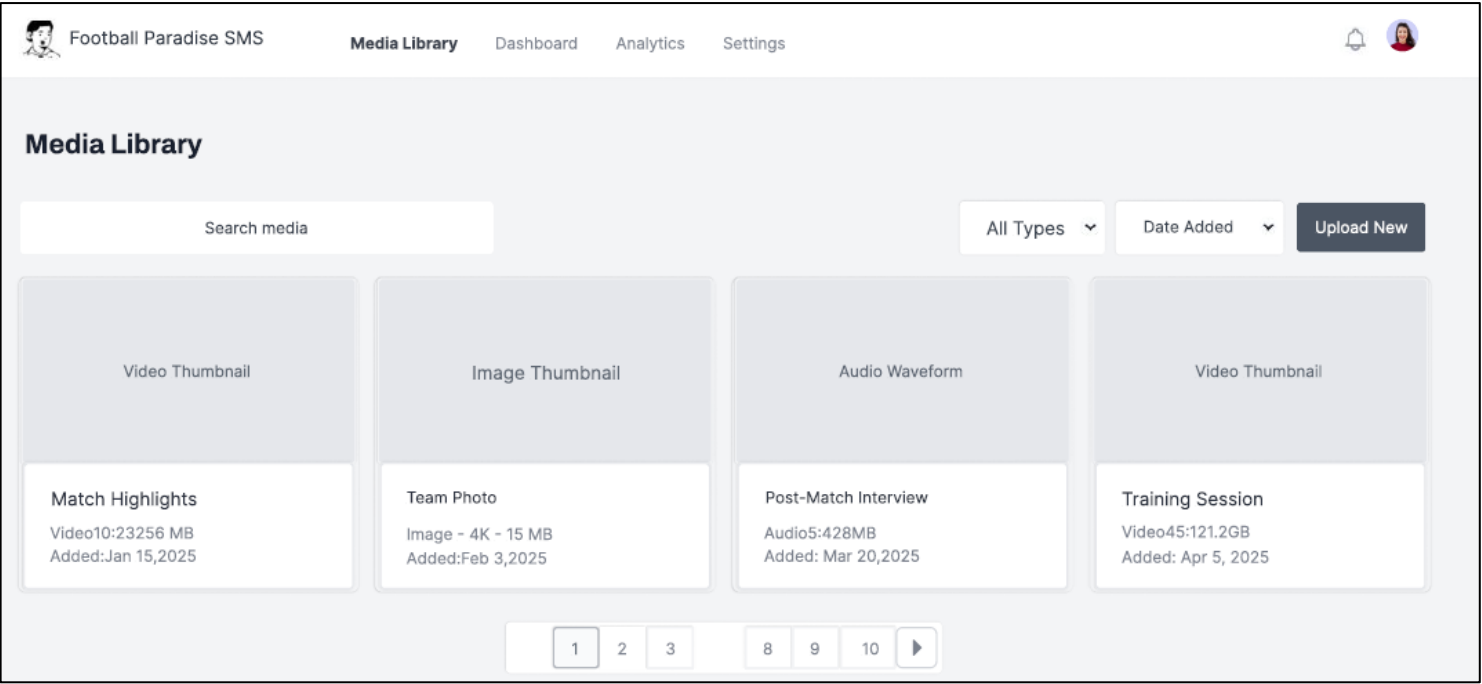 Football Paradise SMS
Media Library Dashboard Analytics Settings
Media Library
Search media
All Types
Date Added
Upload New
Video Thumbnail
Match Highlights
Video10:23256 MB
Added:Jan 15,2025
Image Thumbnail
Team Photo
Image - 4K - 15 MB
Added:Feb 3,2025
Audio Waveform
Post-Match Interview
Audio5:428MB
Added: Mar 20,2025
Video Thumbnail
Training Session
Video45:121.2GB
Added: Apr 5, 2025
1 2 3 8 9 10